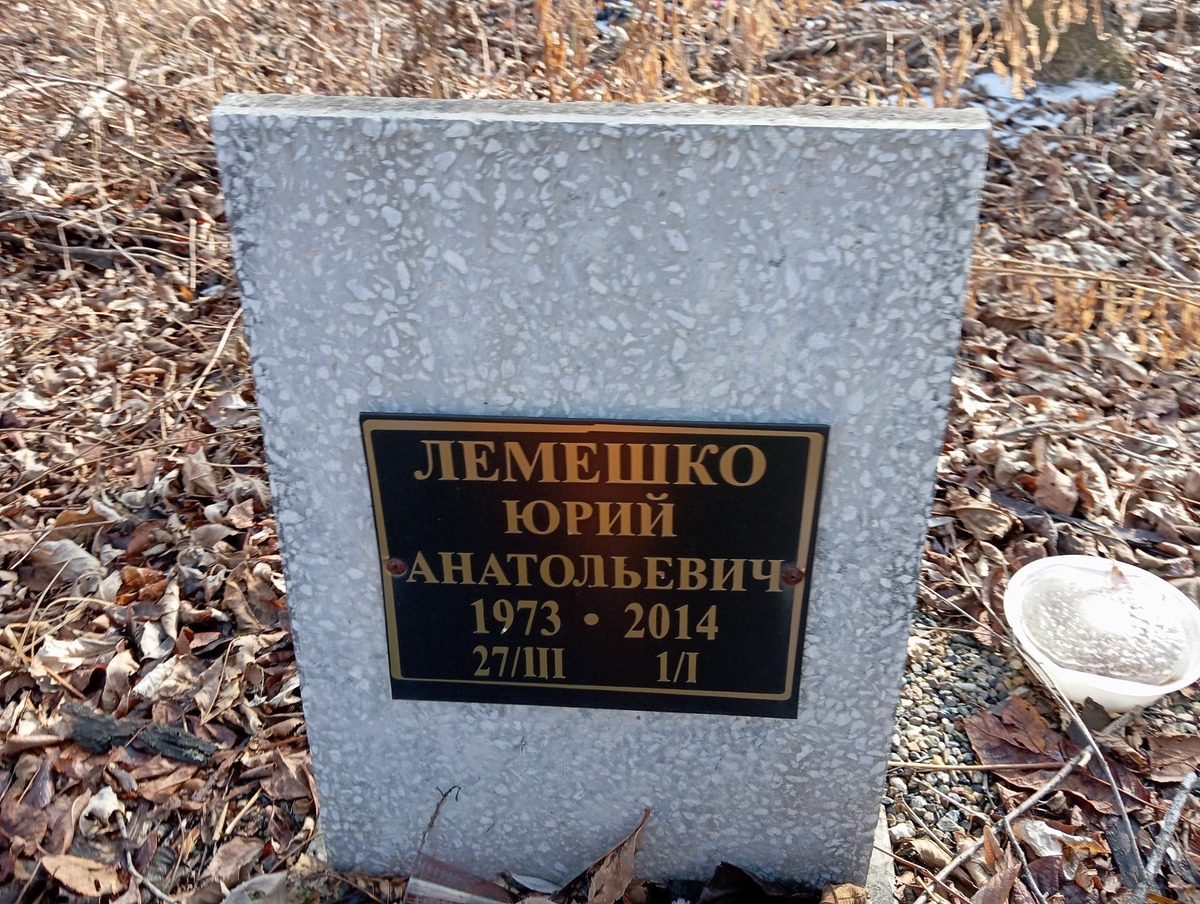 ЛЕМЕШКО
ЮРИЙ
АНАТОЛЬЕВИЧ
1973 • 2014
27/III 1/I